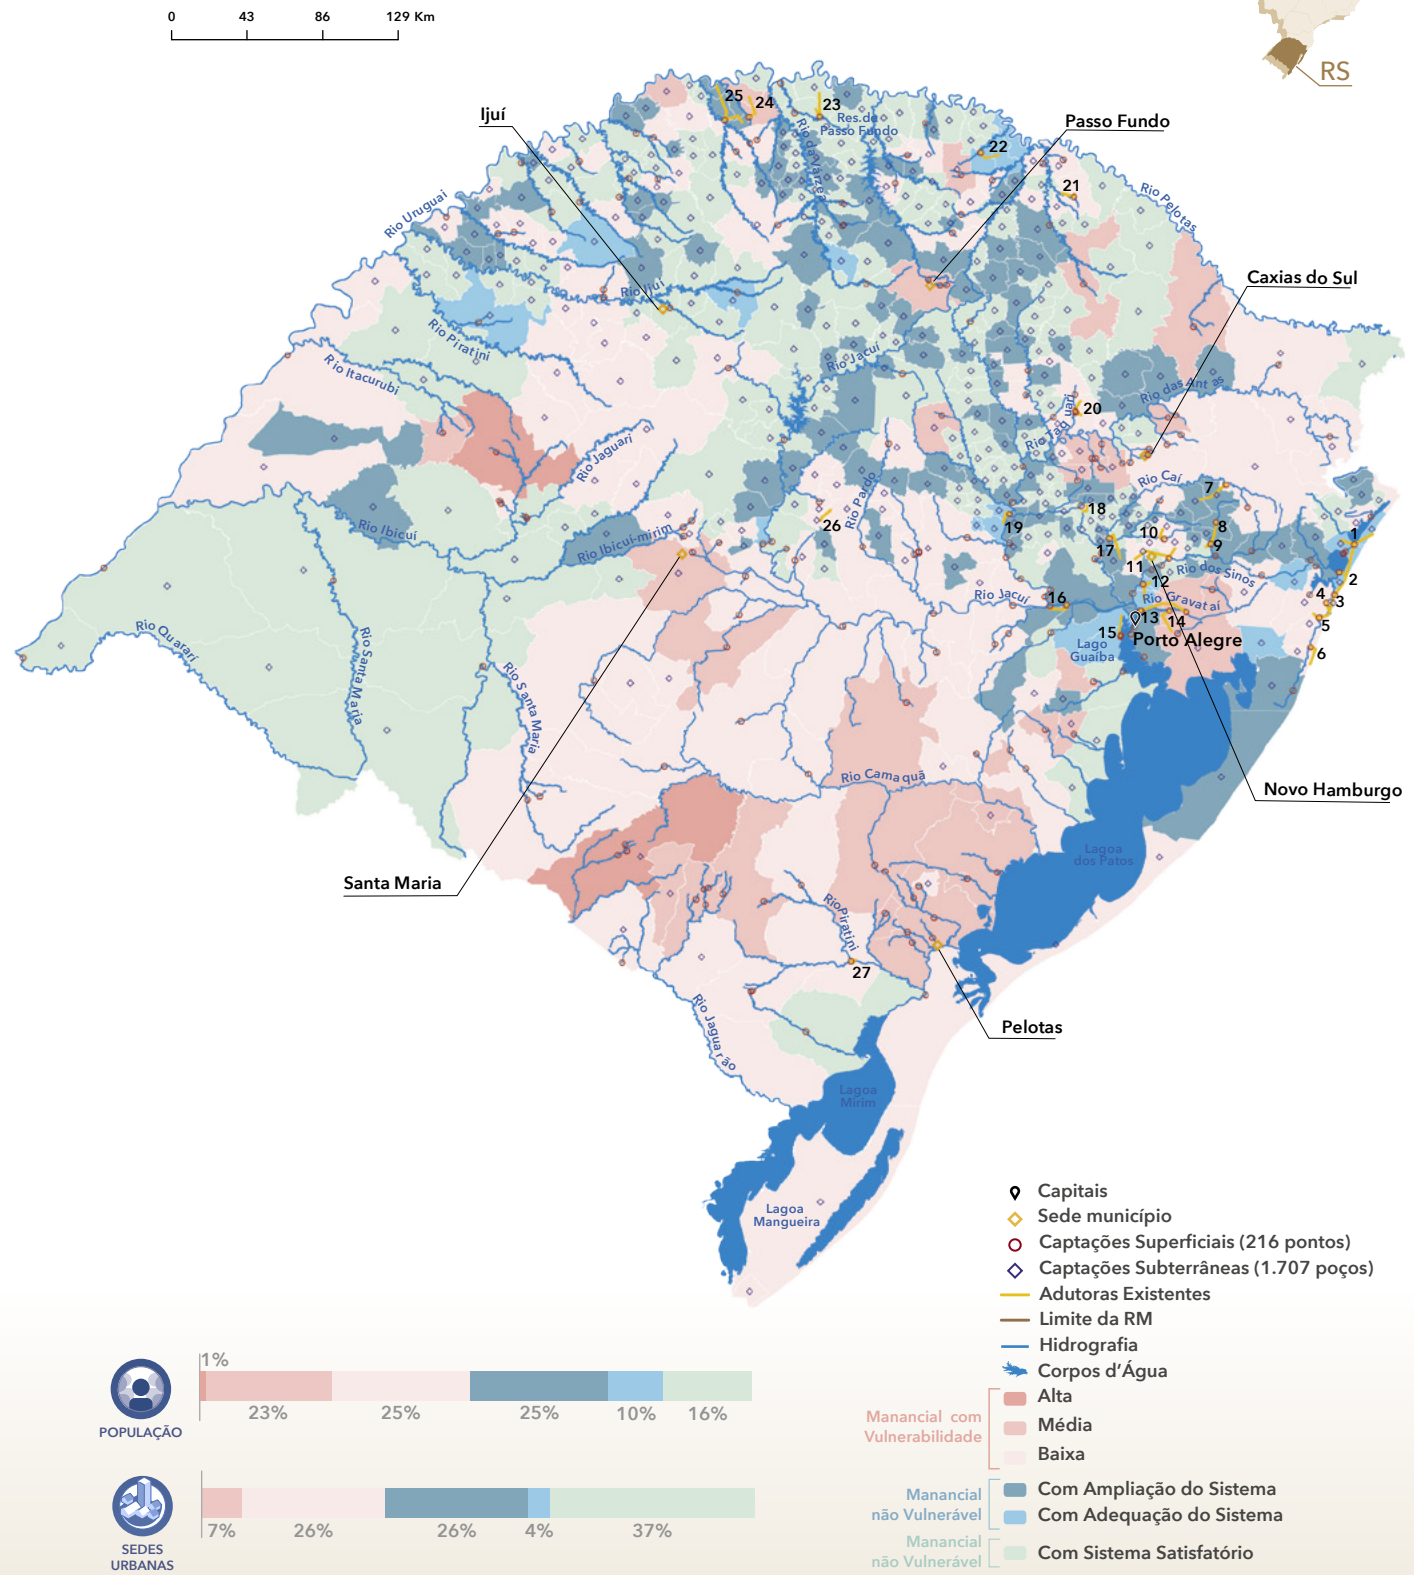 0 43 86 129 Km
RS
Ijuí
Passo Fundo
Caxias do Sul
Novo Hamburgo
Santa Maria
Pelotas
Porto Alegre
25
24
23
Res.de
Passo Fundo
22
21
Rio da Várzea
Rio Pelotas
Rio Uruguai
Rio Ijuí
Rio Piratini
Rio Itacurubi
Rio Jacuí
Rio das Antas
20
Rio Taquari
Rio Jaguari
Rio Pardo
Rio Caí
7
18
8
19
26
10
9
17
11
1
Rio Ibicuí
Rio Ibicuí-mirim
Rio dos Sinos
12
2
16
Rio Jacuí
Rio Gravataí
4
3
13
14
5
15
Lago
Guaíba
6
Rio Quaraí
Rio Santa Maria
Rio Santa Maria
Rio Camaquã
Lagoa
dos Patos
Rio Piratini
27
Rio Jaguarão
Lagoa
Mirim
Lagoa
Mangueira
Capitais
Sede município
Captações Superficiais (216 pontos)
Captações Subterrâneas (1.707 poços)
Adutoras Existentes
Limite da RM
Hidrografia
Corpos d'Água
Manancial com
Vulnerabilidade
Alta
Média
Baixa
Manancial
não Vulnerável
Com Ampliação do Sistema
Com Adequação do Sistema
Manancial
não Vulnerável
Com Sistema Satisfatório
POPULAÇÃO
1%
23% 25% 25% 10% 16%
SEDES
URBANAS
7% 26% 26% 4% 37%